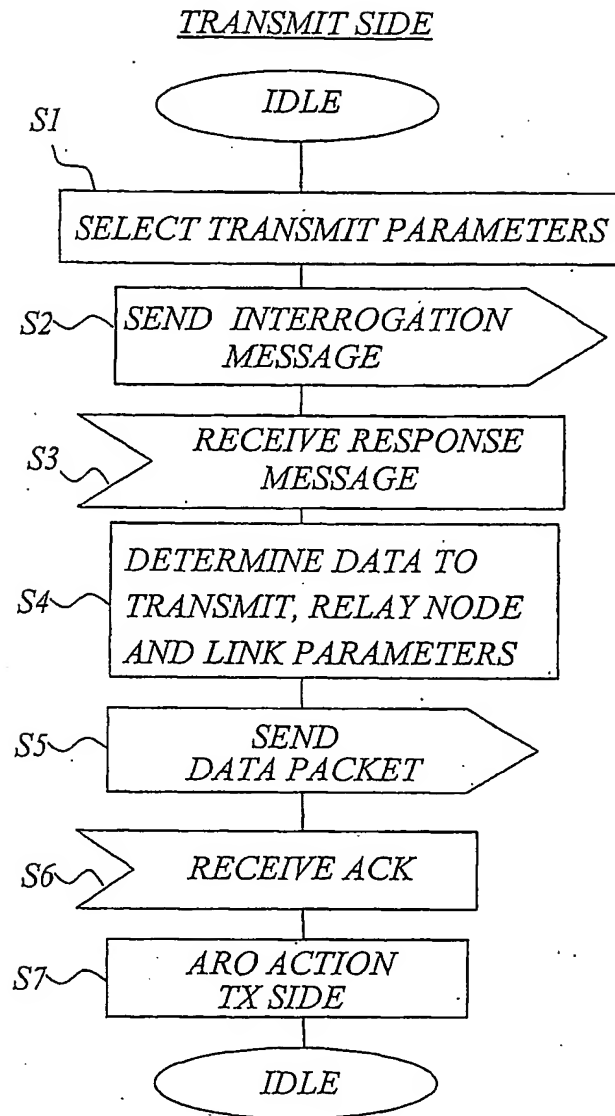 TRANSMIT SIDE
IDLE
S1
SELECT TRANSMIT PARAMETERS
S2
SEND INTERROGATION
MESSAGE
S3
RECEIVE RESPONSE
MESSAGE
S4
DETERMINE DATA TO
TRANSMIT, RELAY NODE
AND LINK PARAMETERS
S5
SEND
DATA PACKET
S6
RECEIVE ACK
S7
ARO ACTION
TX SIDE
IDLE